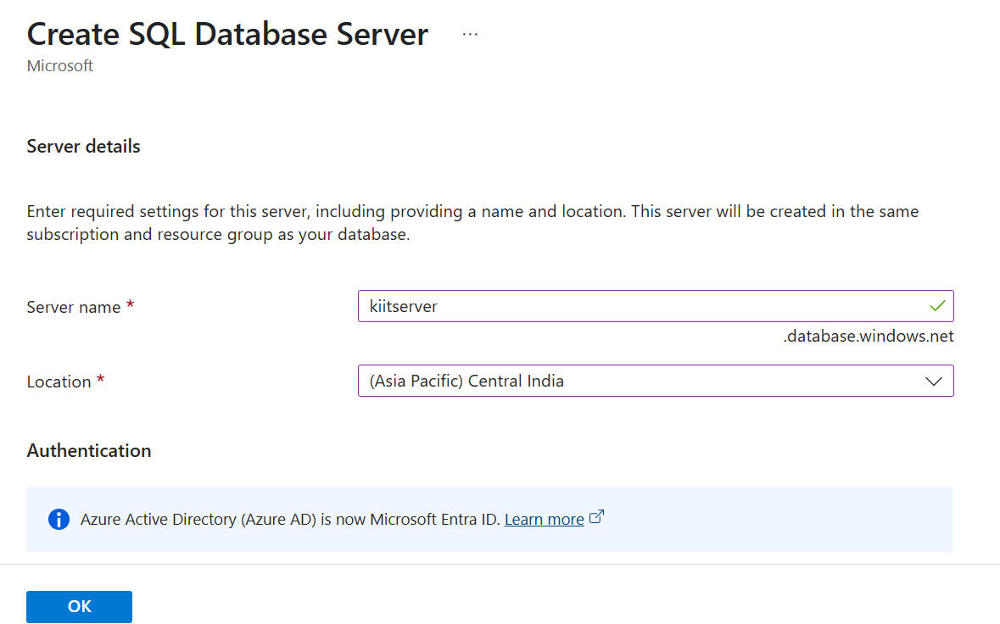 Create SQL Database Server ...
Microsoft
Server details
Enter required settings for this server, including providing a name and location. This server will be created in the same
subscription and resource group as your database.
Server name *
kiitserver
.database.windows.net
Location *
(Asia Pacific) Central India
Authentication
Azure Active Directory (Azure AD) is now Microsoft Entra ID. Learn more
OK